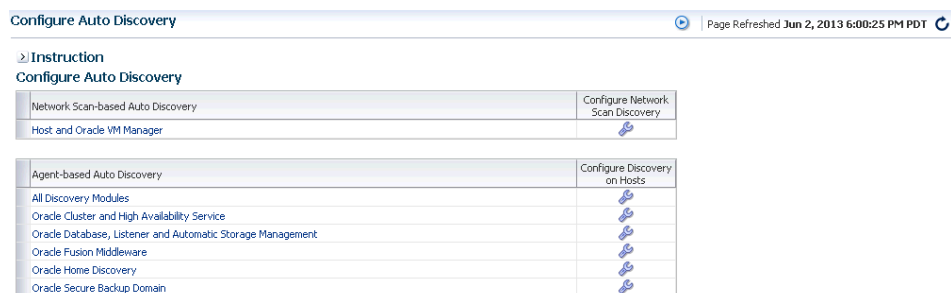 Configure Auto Discovery
Page Refreshed Jun 2, 2013 6:00:25 PM PDT
Instruction
Configure Auto Discovery
Network Scan-based Auto Discovery
Configure Network
Scan Discovery
Host and Oracle VM Manager
Agent-based Auto Discovery
Configure Discovery
on Hosts
All Discovery Modules
Oracle Cluster and High Availability Service
Oracle Database, Listener and Automatic Storage Management
Oracle Fusion Middleware
Oracle Home Discovery
Oracle Secure Backup Domain